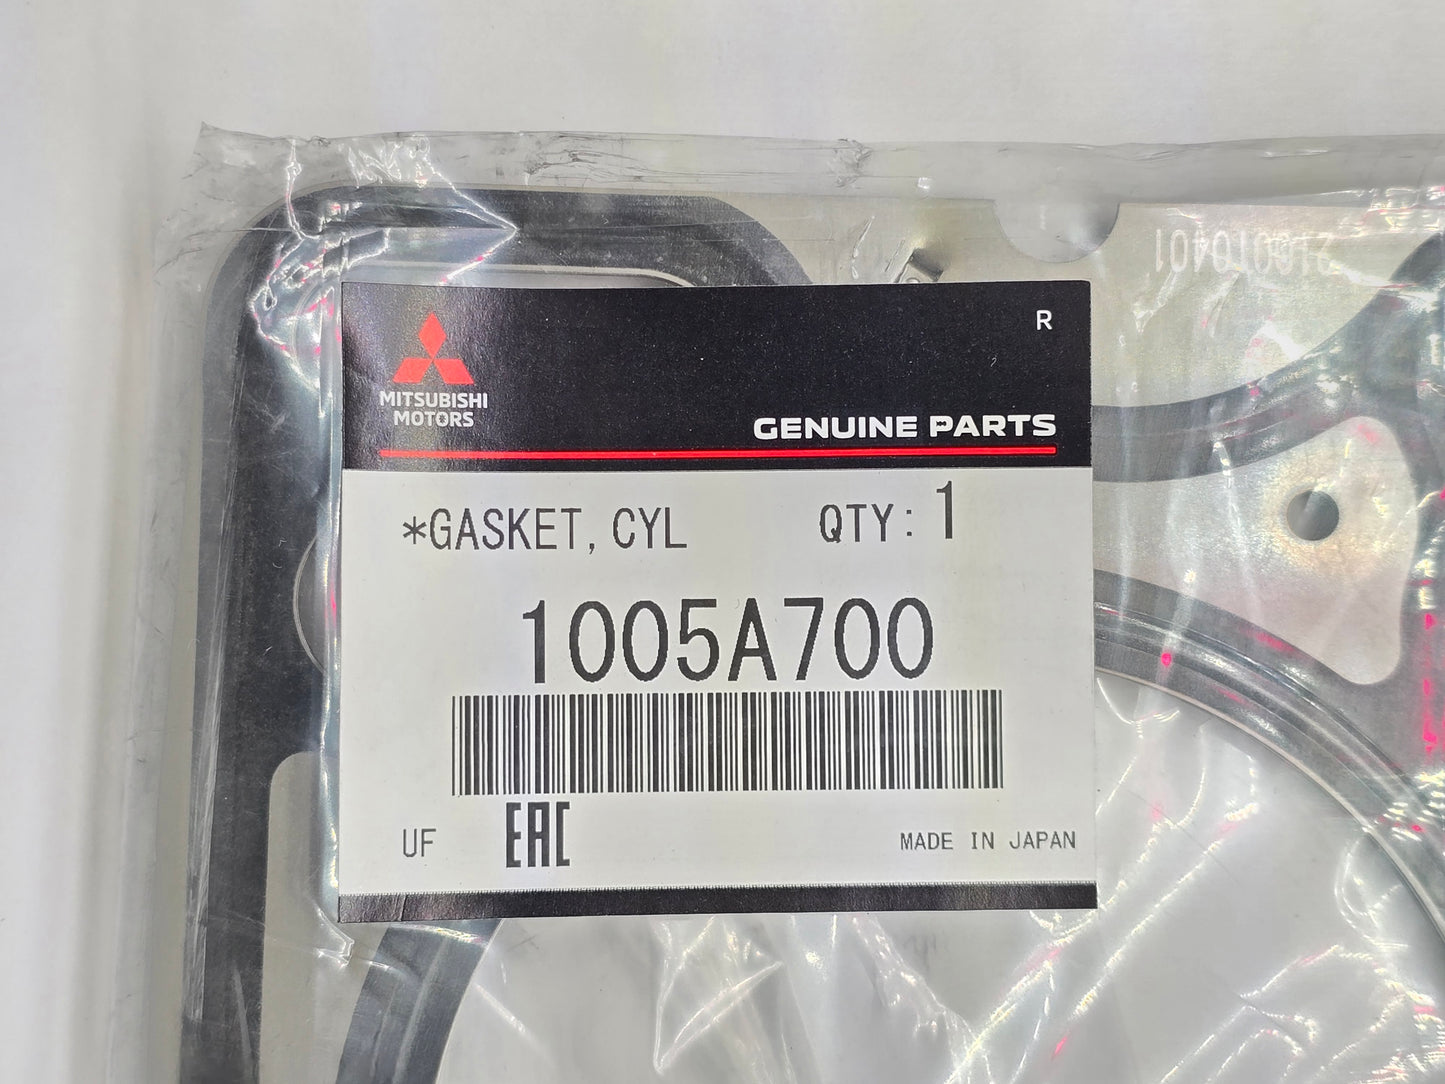 R
MITSUBISHI
MOTORS
GENUINE PARTS
*GASKET, CYL QTY: 1
1005A700
UF EAC MADE IN JAPAN